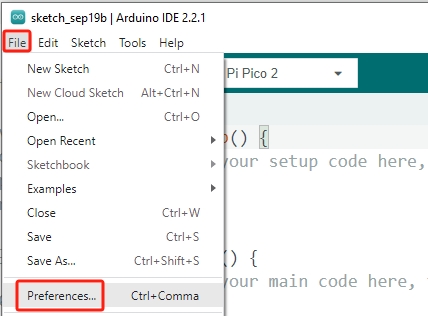 sketch_sep19b | Arduino IDE 2.2.1
File Edit Sketch Tools Help
New Sketch Ctrl+N
Pi Pico 2
New Cloud Sketch Alt+Ctrl+N
Open... Ctrl+O
Open Recent
() {
Sketchbook
your setup code here,
Examples
Close Ctrl+W
Save Ctrl+S
Save As... Ctrl+Shift+S
() {
your main code here,
Preferences... Ctrl+Comma